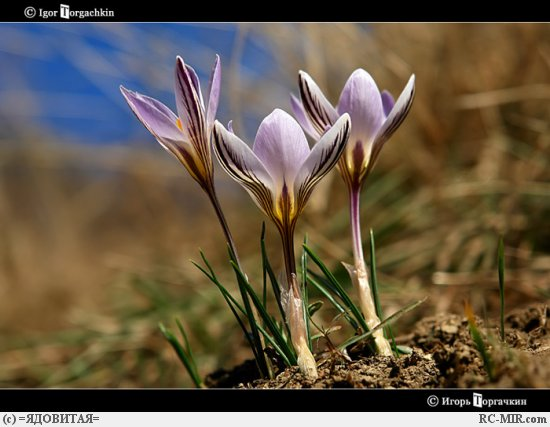 © Igor Torgachkin
© Игорь Торгачкин
(c) =ЯДОВИТАЯ= RC-MIR.com